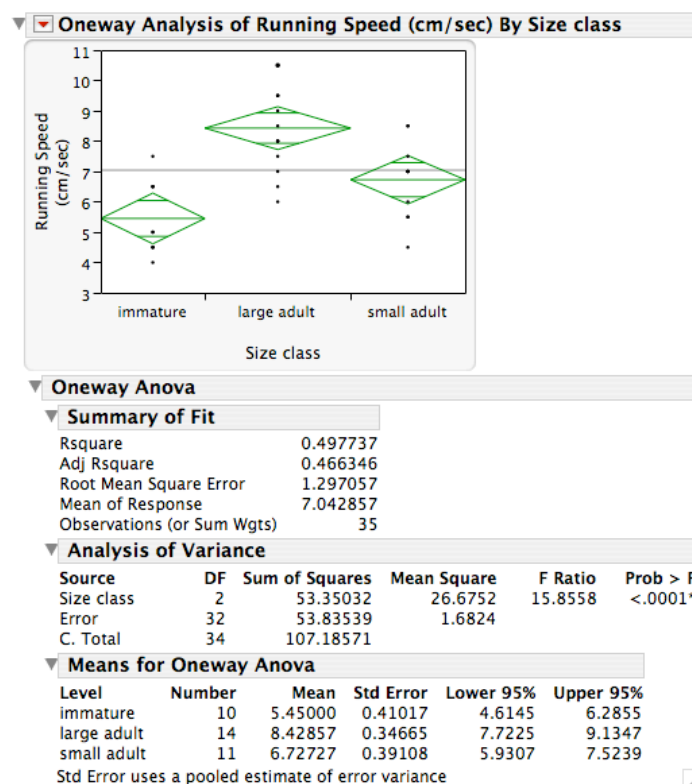 Oneway Analysis of Running Speed (cm/sec) By Size class
11
10
9
8
7
6
5
4
3
Running Speed
(cm/sec)
immature large adult small adult
Size class
Oneway Anova
Summary of Fit
Rsquare 0.497737
Adj Rsquare 0.466346
Root Mean Square Error 1.297057
Mean of Response 7.042857
Observations (or Sum Wgts) 35
Analysis of Variance
Source DF Sum of Squares Mean Square F Ratio Prob > F
Size class 2 53.35032 26.6752 15.8558 <.0001*
Error 32 53.83539 1.6824
C. Total 34 107.18571
Means for Oneway Anova
Level Number Mean Std Error Lower 95% Upper 95%
immature 10 5.45000 0.41017 4.6145 6.2855
large adult 14 8.42857 0.34665 7.7225 9.1347
small adult 11 6.72727 0.39108 5.9307 7.5239
Std Error uses a pooled estimate of error variance